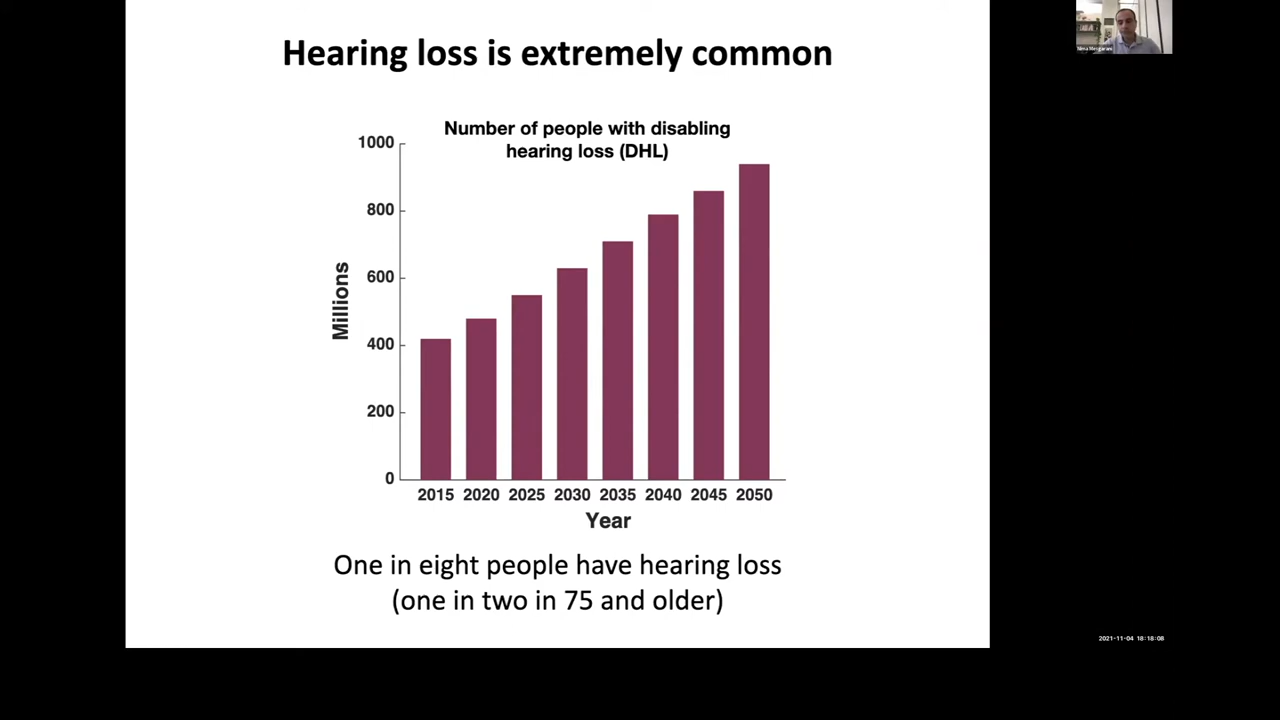 Hearing loss is extremely common
Number of people with disabling
hearing loss (DHL)
1000
800
600
400
200
0
Millions
2015 2020 2025 2030 2035 2040 2045 2050
Year
One in eight people have hearing loss
(one in two in 75 and older)
Nima Mesgarani
2021-11-04 18:18:08